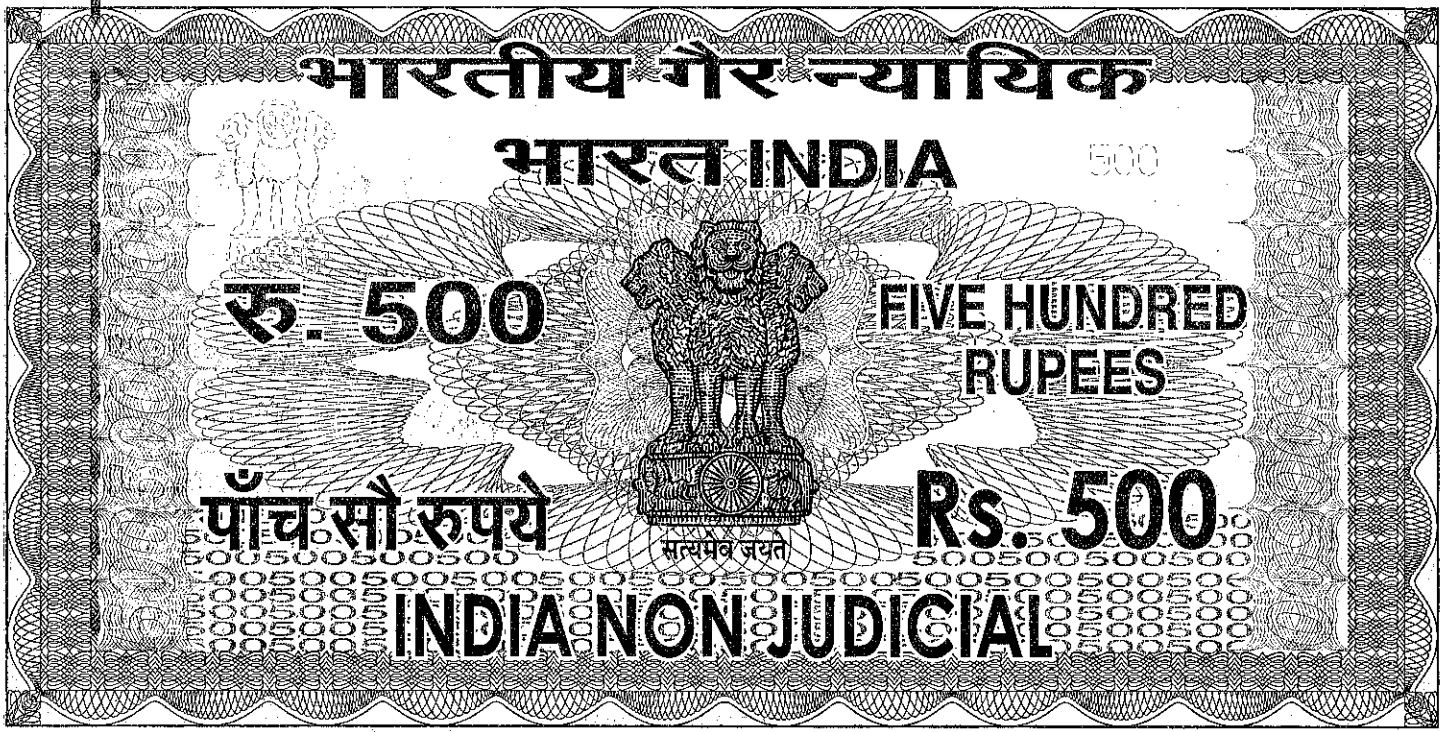 भारतीय गैर न्यायिक
भारत INDIA
500
रु. 500
FIVE HUNDRED
RUPEES
पाँच सौ रुपये
Rs. 500
सत्यमेव जयते
INDIA NON JUDICIAL